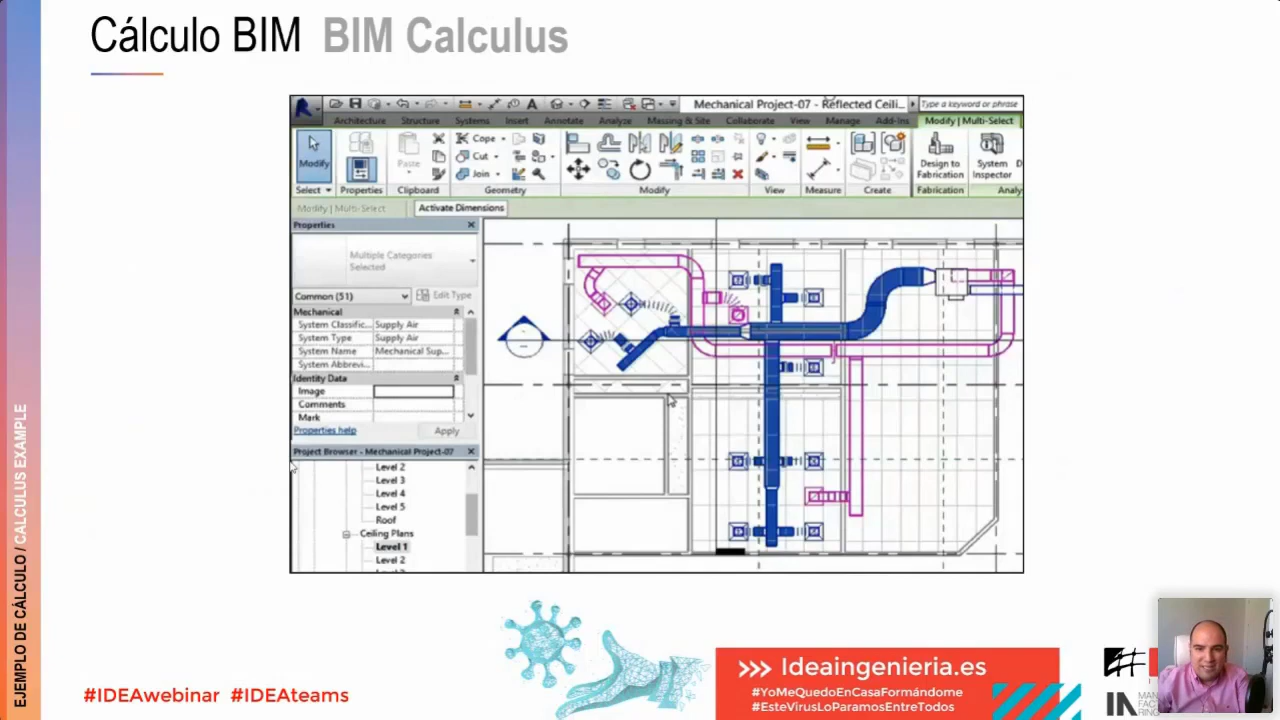 Cálculo BIM BIM Calculus
Mechanical Project-07 - Reflected Ceili...
Type a keyword or phrase
Architecture Structure Systems Insert Annotate Analyze Massing & Site Collaborate View Manage Add-Ins Modify | Multi-Select
Modify
Paste
Cope
Cut
Join
Design to
Fabrication
System
Inspector
Select Properties Clipboard Geometry Modify View Measure Create Fabrication Analy
Modify | Multi-Select Activate Dimensions
Properties
Multiple Categories
Selected
Common (51) Edit Type
Mechanical
System Classific... Supply Air
System Type Supply Air
System Name Mechanical Sup...
System Abbrevi...
Identity Data
Image
Comments
Mark
Properties help Apply
Project Browser - Mechanical Project-07
Level 2
Level 3
Level 4
Level 5
Roof
Ceiling Plans
Level 1
Level 2
EJEMPLO DE CÁLCULO / CALCULUS EXAMPLE
#IDEAwebinar #IDEAteams
>>> Ideaingenieria.es
#YoMeQuedoEnCasaFormándome
#EsteVirusLoParamosEntreTodos